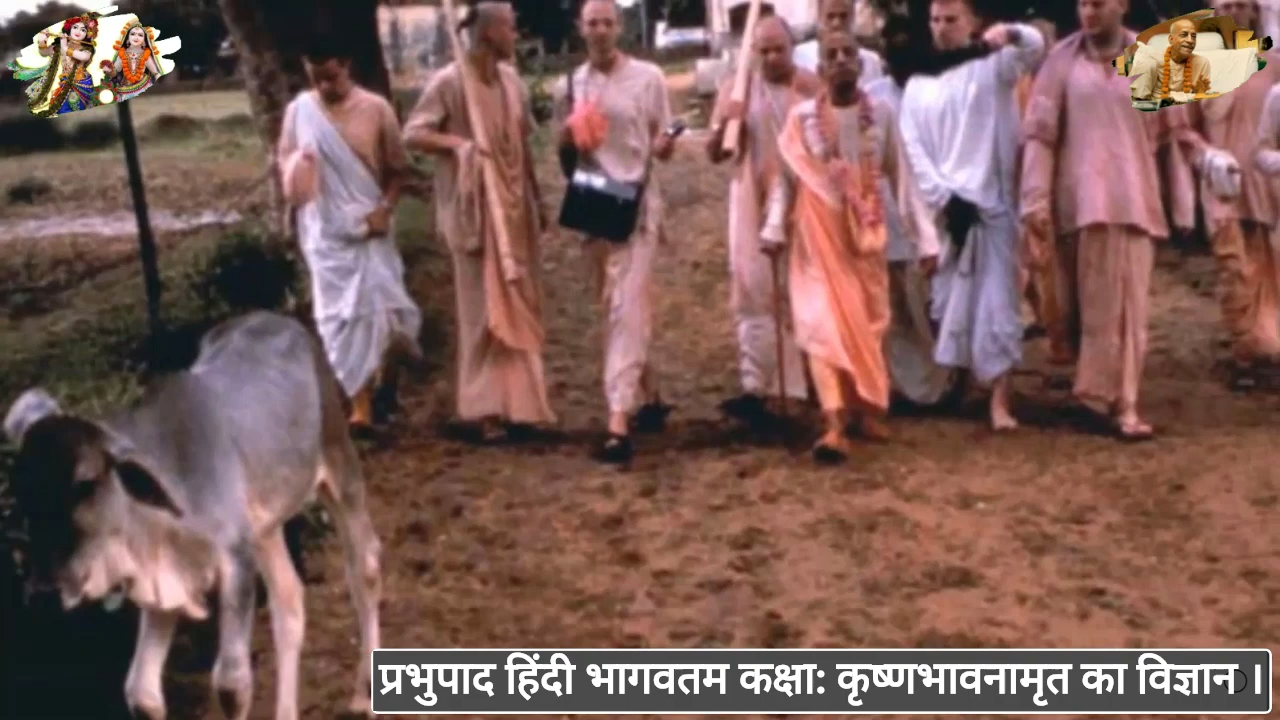 प्रभुपाद हिंदी भागवतम कक्षा: कृष्णभावनामृत का विज्ञान ।